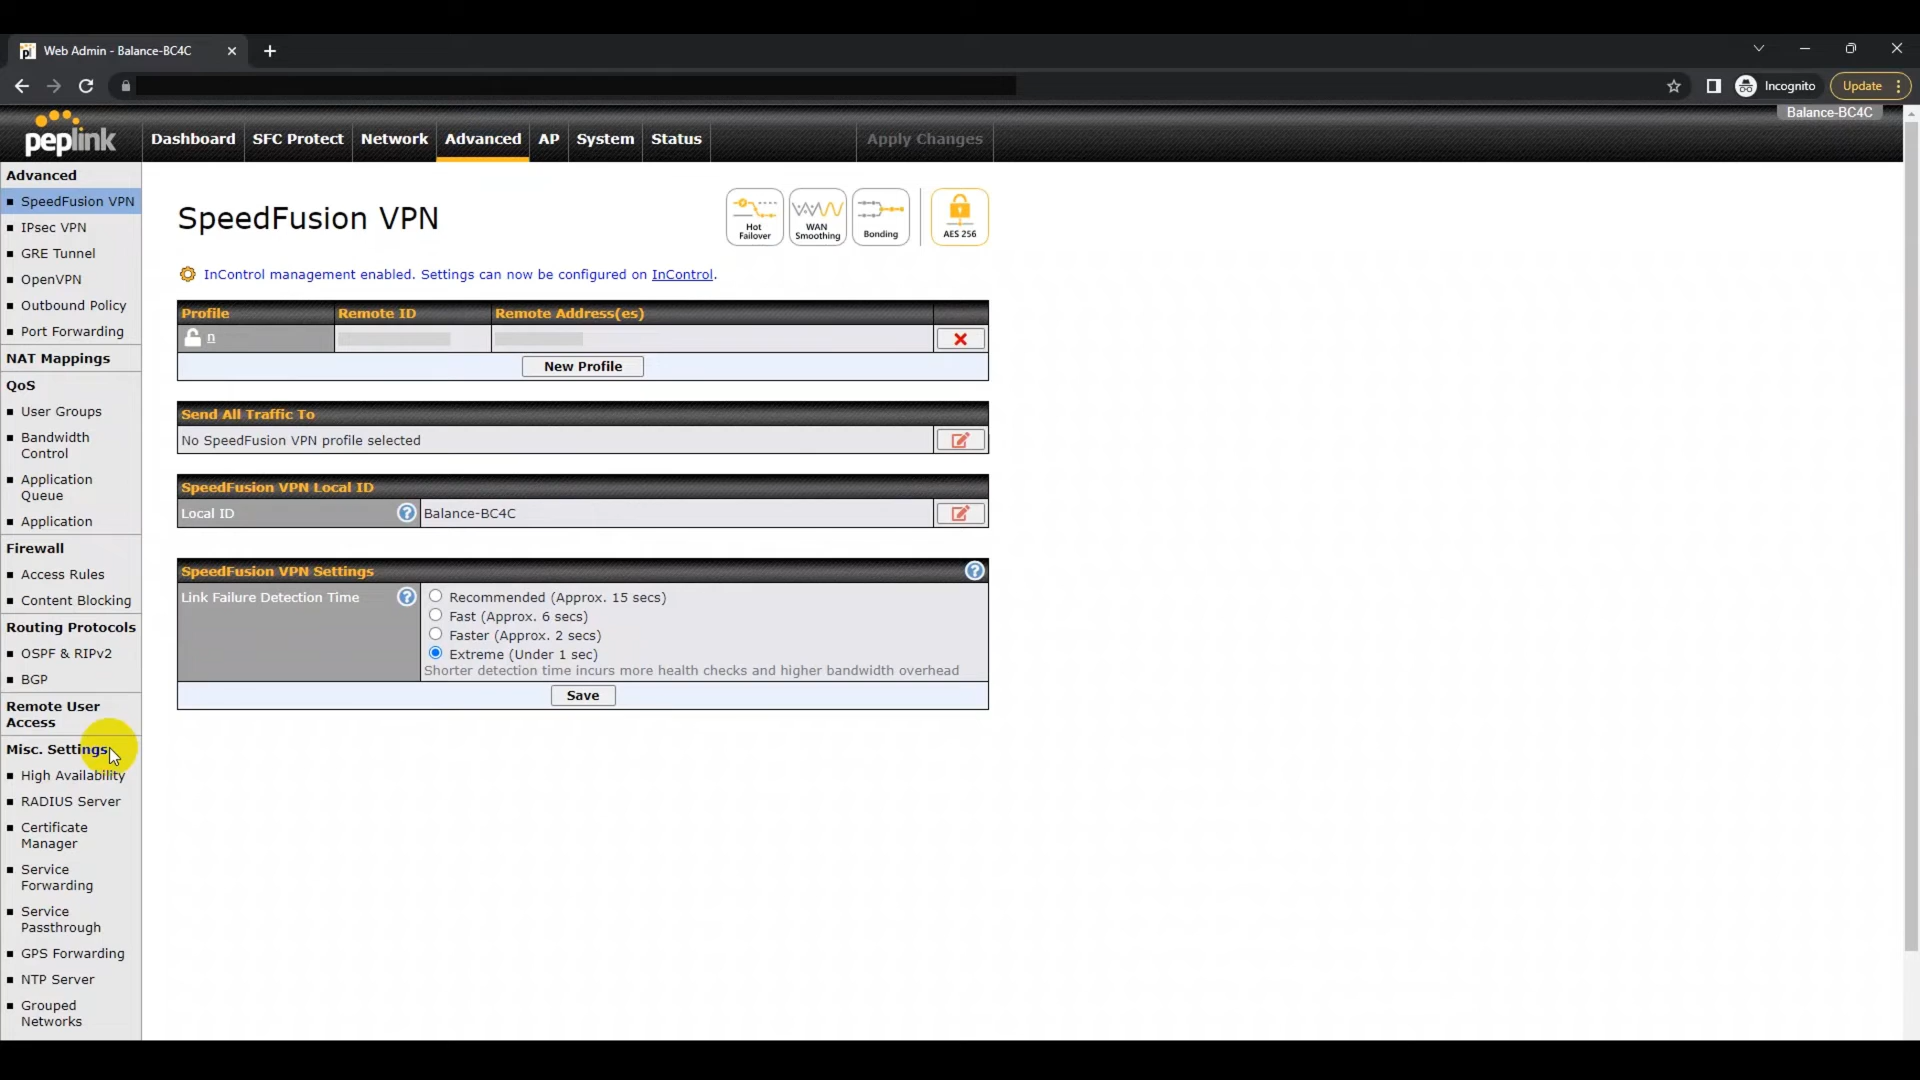 Web Admin - Balance-BC4C
Incognito
Update
peplink
Dashboard
SFC Protect
Network
Advanced
AP
System
Status
Apply Changes
Balance-BC4C
Advanced
SpeedFusion VPN
IPsec VPN
GRE Tunnel
OpenVPN
Outbound Policy
Port Forwarding
NAT Mappings
QoS
User Groups
Bandwidth
Control
Application
Queue
Application
Firewall
Access Rules
Content Blocking
Routing Protocols
OSPF & RIPv2
BGP
Remote User
Access
Misc. Settings
High Availability
RADIUS Server
Certificate
Manager
Service
Forwarding
Service
Passthrough
GPS Forwarding
NTP Server
Grouped
Networks
SpeedFusion VPN
Hot
Failover
WAN
Smoothing
Bonding
AES 256
InControl management enabled. Settings can now be configured on InControl.
Profile
Remote ID
Remote Address(es)
n
New Profile
Send All Traffic To
No SpeedFusion VPN profile selected
SpeedFusion VPN Local ID
Local ID
Balance-BC4C
SpeedFusion VPN Settings
Link Failure Detection Time
Recommended (Approx. 15 secs)
Fast (Approx. 6 secs)
Faster (Approx. 2 secs)
Extreme (Under 1 sec)
Shorter detection time incurs more health checks and higher bandwidth overhead
Save